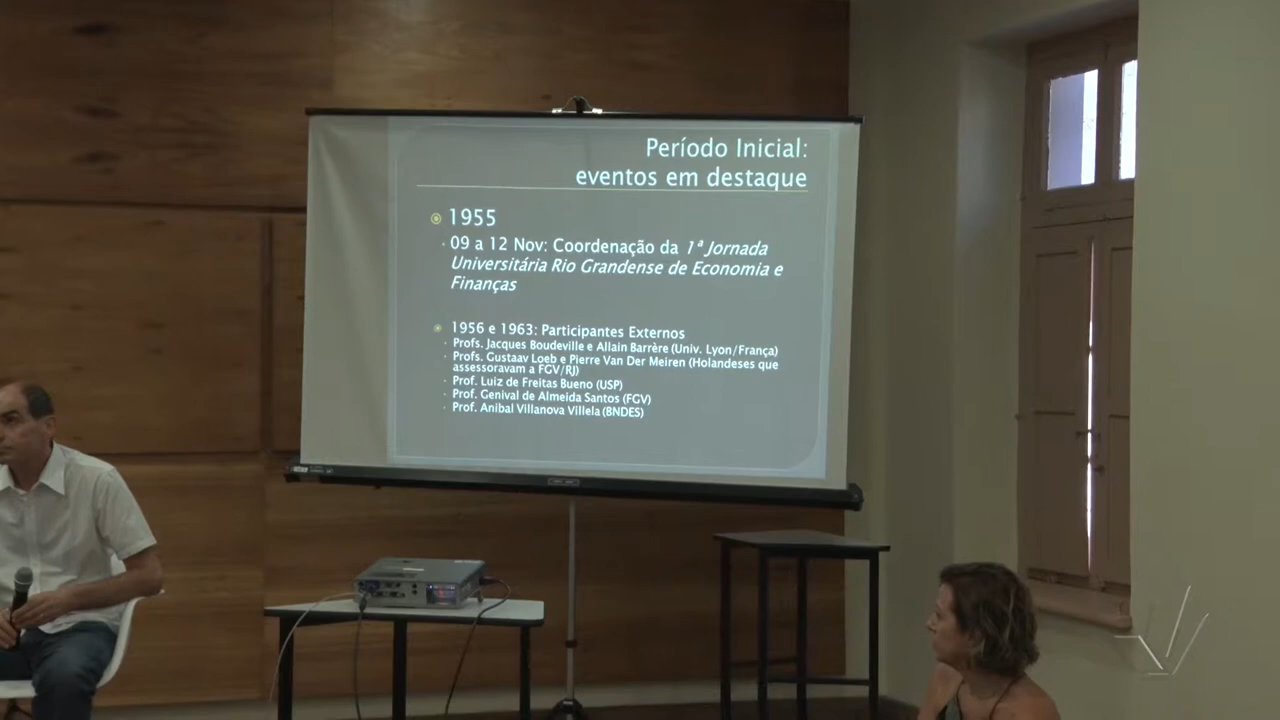 Período Inicial:
eventos em destaque
1955
09 a 12 Nov: Coordenação da 1ª Jornada
Universitária Rio Grandense de Economia e
Finanças
1956 e 1963: Participantes Externos
Profs. Jacques Boudeville e Allain Barrère (Univ. Lyon/França)
Profs. Gustaav Loeb e Pierre Van Der Meiren (Holandeses que
assessoravam a FGV/RJ)
Prof. Luiz de Freitas Bueno (USP)
Prof. Genival de Almeida Santos (FGV)
Prof. Anibal Villanova Villela (BNDES)